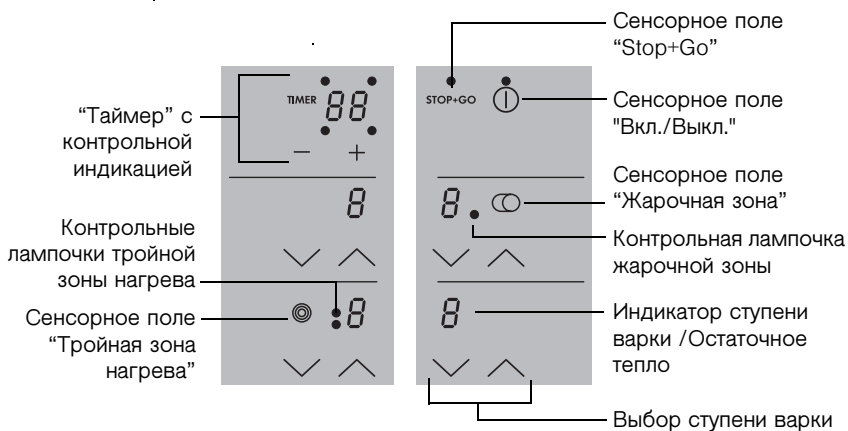 Сенсорное поле
“Stop+Go”
“Таймер” с
контрольной
индикацией
TIMER 88
− +
STOP+GO
Сенсорное поле
"Вкл./Выкл."
Сенсорное поле
“Жарочная зона”
8
8.
Контрольные
лампочки тройной
зоны нагрева
Контрольная лампочка
жарочной зоны
Сенсорное поле
“Тройная зона
нагрева”
8
8
Индикатор ступени
варки /Остаточное
тепло
Выбор ступени варки